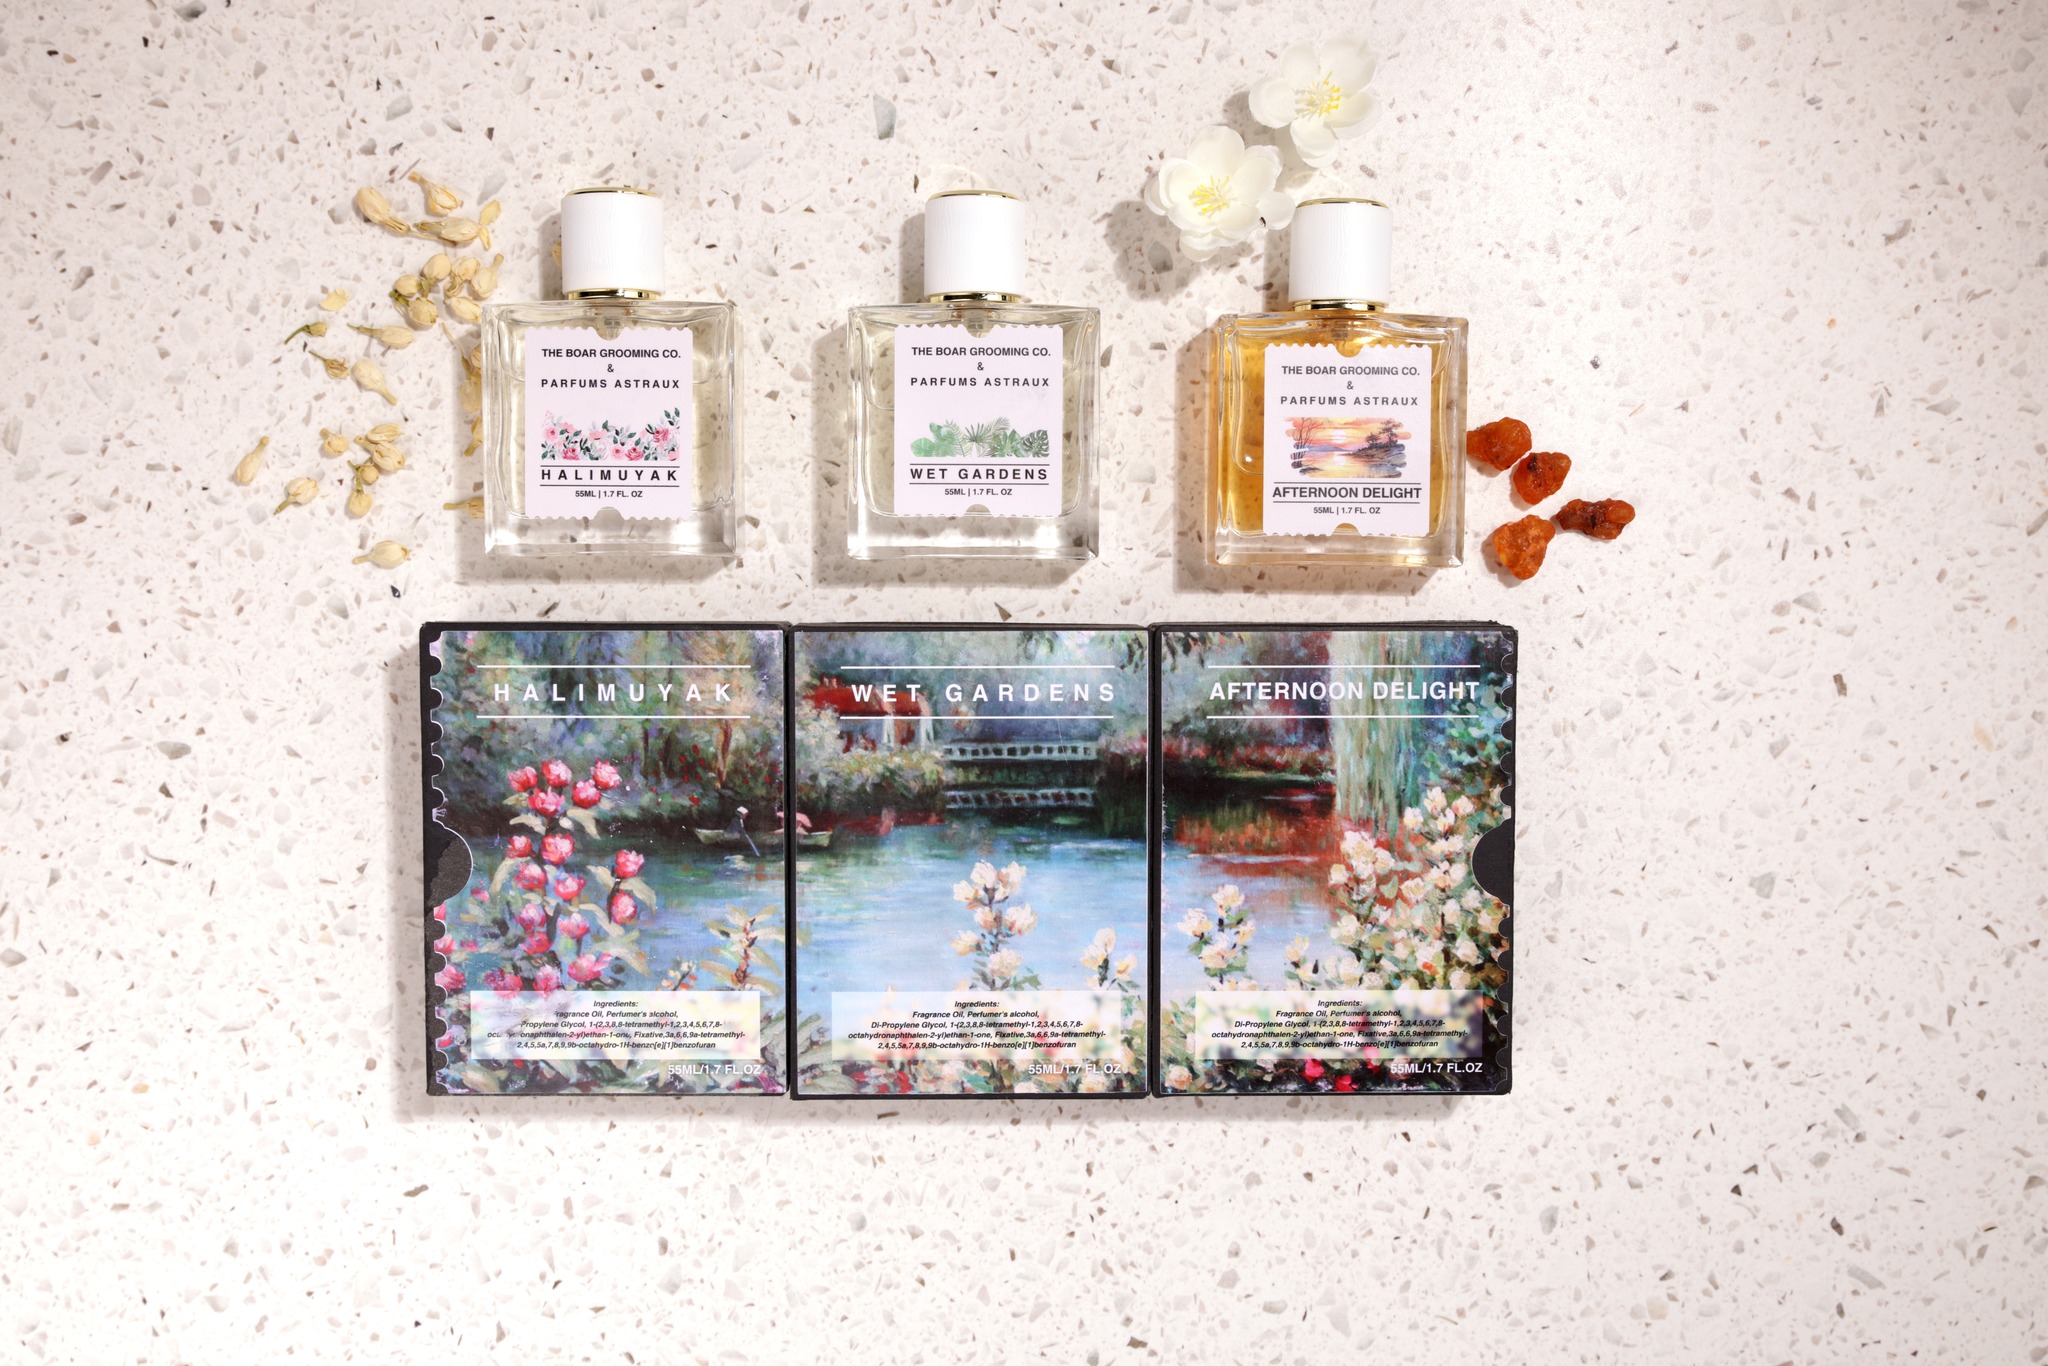 THE BOAR GROOMING CO.
&
PARFUMS ASTRAUX
HALIMUYAK
55ML | 1.7 FL. OZ
THE BOAR GROOMING CO.
&
PARFUMS ASTRAUX
WET GARDENS
55ML | 1.7 FL. OZ
THE BOAR GROOMING CO.
&
PARFUMS ASTRAUX
AFTERNOON DELIGHT
55ML | 1.7 FL. OZ
HALIMUYAK
Ingredients:
Fragrance Oil, Perfumer's alcohol,
Propylene Glycol, 1-(2,3,8,8-tetramethyl-1,2,3,4,5,6,7,8-
one, Fixative,3a,6,6,9a-tetramethyl-
2,4,5,5a,7,8,9,9b-octahydro-1H-benzo[e][1]benzofuran
55ML/1.7 FL.OZ
WET GARDENS
Ingredients:
Fragrance Oil, Perfumer's alcohol,
Di-Propylene Glycol, 1-(2,3,8,8-tetramethyl-1,2,3,4,5,6,7,8-
octahydronaphthalen-2-yl)ethan-1-one, Fixative,3a,6,6,9a-tetramethyl-
2,4,5,5a,7,8,9,9b-octahydro-1H-benzo[e][1]benzofuran
55ML/1.7 FL.OZ
AFTERNOON DELIGHT
Ingredients:
Fragrance Oil, Perfumer's alcohol,
Di-Propylene Glycol, 1-(2,3,8,8-tetramethyl-1,2,3,4,5,6,7,8-
octahydronaphthalen-2-yl)ethan-1-one, Fixative,3a,6,6,9a-tetramethyl-
2,4,5,5a,7,8,9,9b-octahydro-1H-benzo[e][1]benzofuran
55ML/1.7 FL.OZ